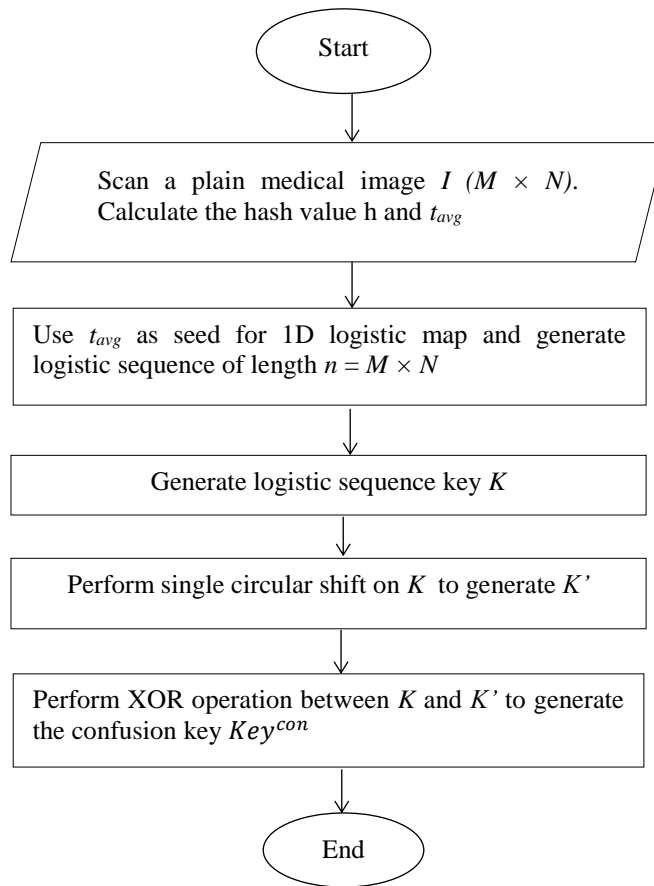 Start
Scan a plain medical image I (M × N).
Calculate the hash value h and tavg
Use tavg as seed for 1D logistic map and generate
logistic sequence of length n = M × N
Generate logistic sequence key K
Perform single circular shift on K to generate K’
Perform XOR operation between K and K’ to generate
the confusion key Key^con
End